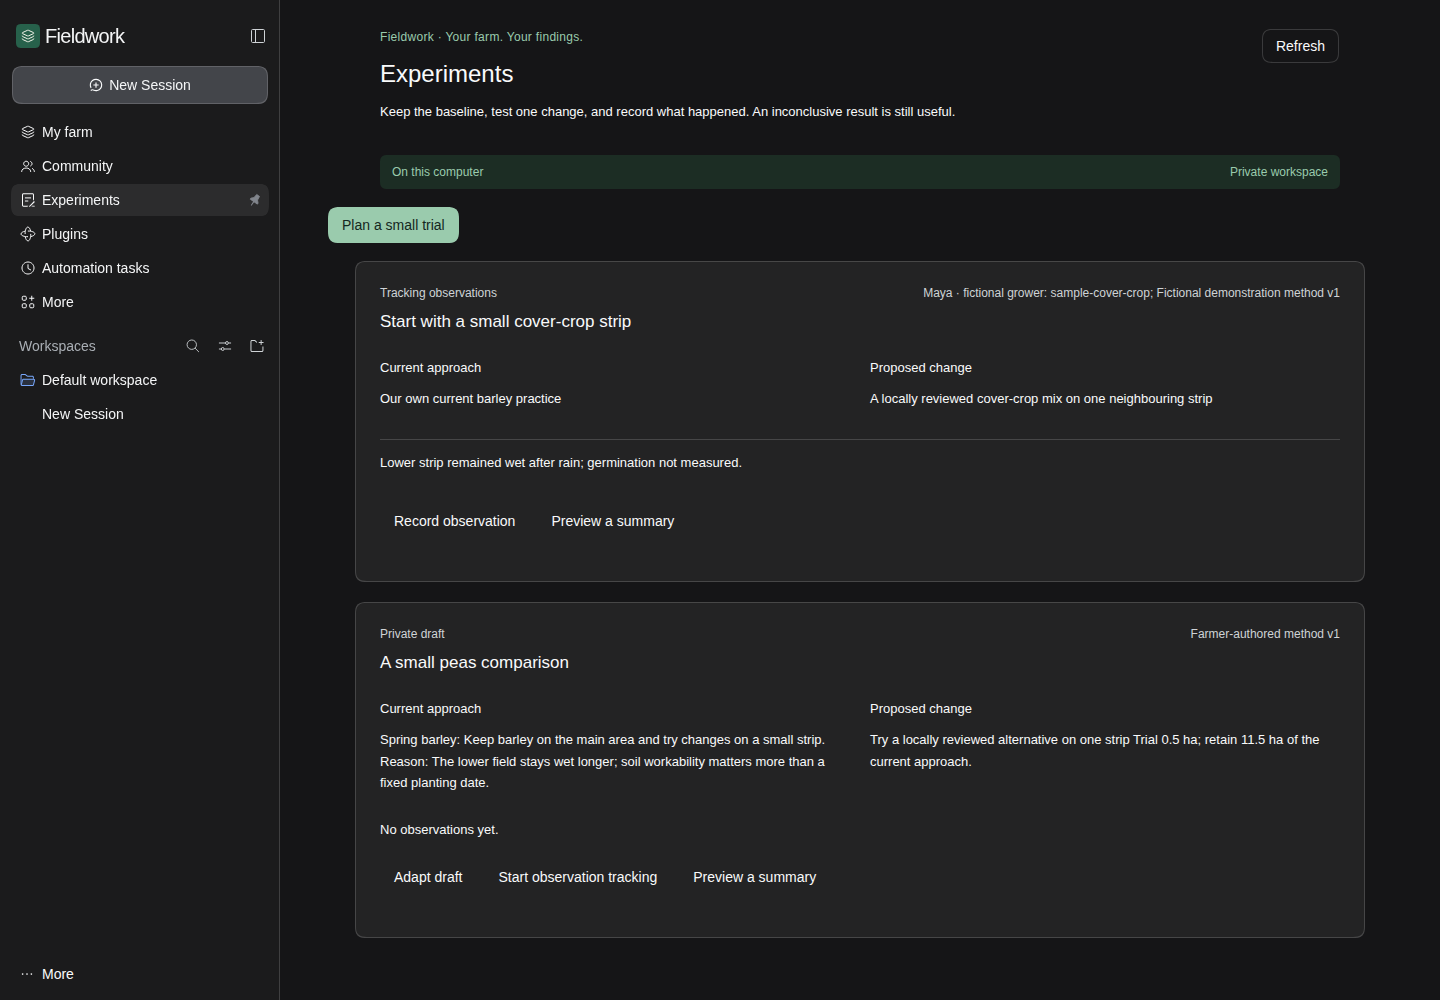 Fieldwork
New Session
My farm
Community
Experiments
Plugins
Automation tasks
More
Workspaces
Default workspace
New Session
More
Fieldwork · Your farm. Your findings.
Refresh
Experiments
Keep the baseline, test one change, and record what happened. An inconclusive result is still useful.
On this computer
Private workspace
Plan a small trial
Tracking observations
Maya · fictional grower: sample-cover-crop; Fictional demonstration method v1
Start with a small cover-crop strip
Current approach
Our own current barley practice
Proposed change
A locally reviewed cover-crop mix on one neighbouring strip
Lower strip remained wet after rain; germination not measured.
Record observation
Preview a summary
Private draft
Farmer-authored method v1
A small peas comparison
Current approach
Spring barley: Keep barley on the main area and try changes on a small strip.
Reason: The lower field stays wet longer; soil workability matters more than a
fixed planting date.
Proposed change
Try a locally reviewed alternative on one strip Trial 0.5 ha; retain 11.5 ha of the
current approach.
No observations yet.
Adapt draft
Start observation tracking
Preview a summary